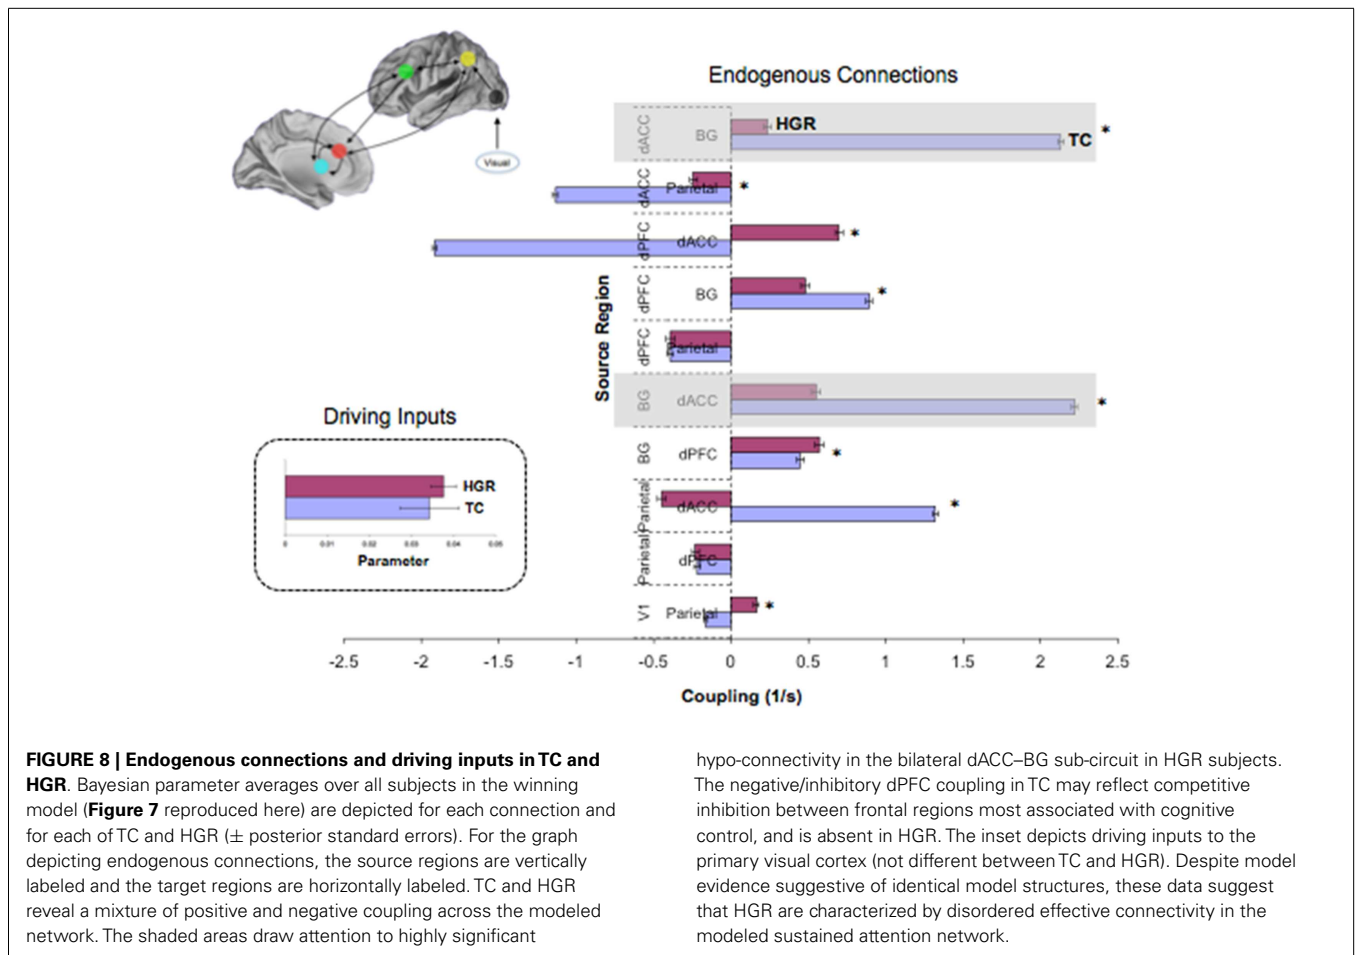 Endogenous Connections
Visual
dACC BG HGR
TC *
dACC Parietal *
dPFC dACC *
dPFC BG *
dPFC Parietal
BG dACC *
BG dPFC *
Parietal dACC *
Parietal dPFC
V1 Parietal *
Source Region
-2.5 -2 -1.5 -1 -0.5 0 0.5 1 1.5 2 2.5
Coupling (1/s)
Driving Inputs
HGR
TC
0 0.01 0.02 0.03 0.04 0.05
Parameter
FIGURE 8 | Endogenous connections and driving inputs in TC and
HGR. Bayesian parameter averages over all subjects in the winning
model (Figure 7 reproduced here) are depicted for each connection and
for each of TC and HGR (± posterior standard errors). For the graph
depicting endogenous connections, the source regions are vertically
labeled and the target regions are horizontally labeled. TC and HGR
reveal a mixture of positive and negative coupling across the modeled
network. The shaded areas draw attention to highly significant
hypo-connectivity in the bilateral dACC–BG sub-circuit in HGR subjects.
The negative/inhibitory dPFC coupling in TC may reflect competitive
inhibition between frontal regions most associated with cognitive
control, and is absent in HGR. The inset depicts driving inputs to the
primary visual cortex (not different between TC and HGR). Despite model
evidence suggestive of identical model structures, these data suggest
that HGR are characterized by disordered effective connectivity in the
modeled sustained attention network.